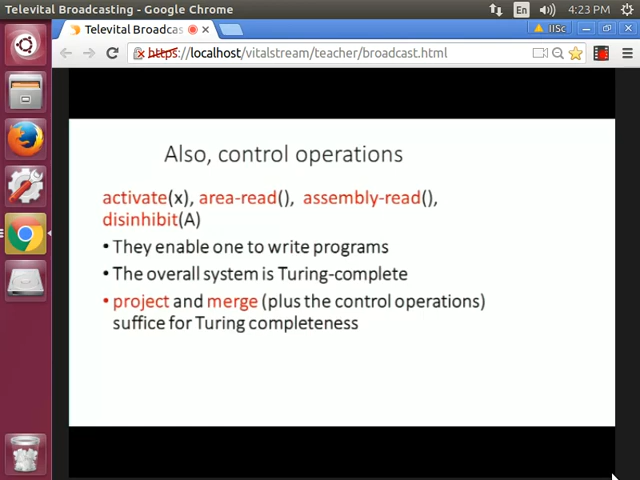 Televital Broadcasting - Google Chrome
En
4:23 PM
Televital Broadcas
IISc
https://localhost/vitalstream/teacher/broadcast.html
Also, control operations
activate(x), area-read(), assembly-read(),
disinhibit(A)
• They enable one to write programs
• The overall system is Turing-complete
• project and merge (plus the control operations)
suffice for Turing completeness